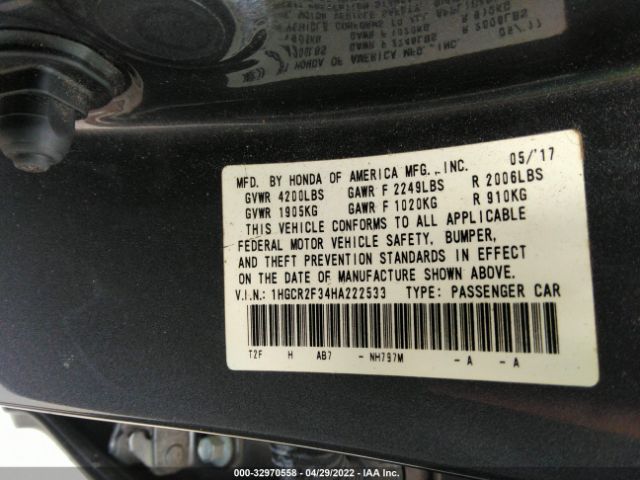 MFD. BY HONDA OF AMERICA MFG., INC. 05/'17
GVWR 4200LBS GAWR F 2249LBS R 2006LBS
GVWR 1905KG GAWR F 1020KG R 910KG
THIS VEHICLE CONFORMS TO ALL APPLICABLE
FEDERAL MOTOR VEHICLE SAFETY, BUMPER,
AND THEFT PREVENTION STANDARDS IN EFFECT
ON THE DATE OF MANUFACTURE SHOWN ABOVE.
V.I.N.: 1HGCR2F34HA222533 TYPE: PASSENGER CAR
T2F H AB7 - NH797M - A - A
000-32970558 - 04/29/2022 - IAA Inc.